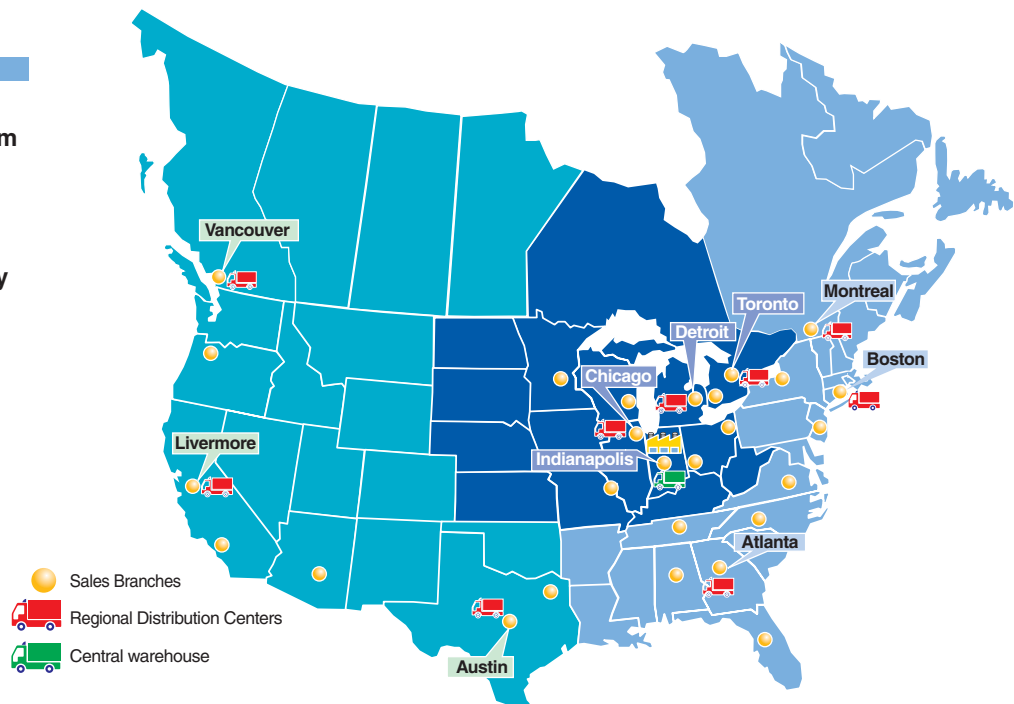 m
y
Vancouver
Montreal
Toronto
Detroit
Boston
Chicago
Livermore
Indianapolis
Atlanta
Austin
Sales Branches
Regional Distribution Centers
Central warehouse